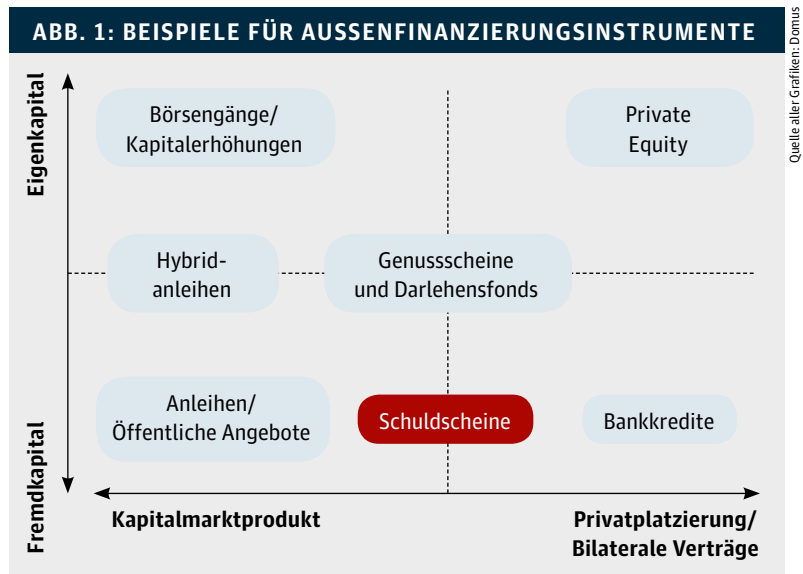 ABB. 1: BEISPIELE FÜR AUSSENFINANZIERUNGSINSTRUMENTE
Quelle aller Grafiken: Domus
Eigenkapital
Börsengänge/
Kapitalerhöhungen
Private
Equity
Hybrid-
anleihen
Genussscheine
und Darlehensfonds
Fremdkapital
Anleihen/
Öffentliche Angebote
Schuldscheine
Bankkredite
Kapitalmarktprodukt
Privatplatzierung/
Bilaterale Verträge